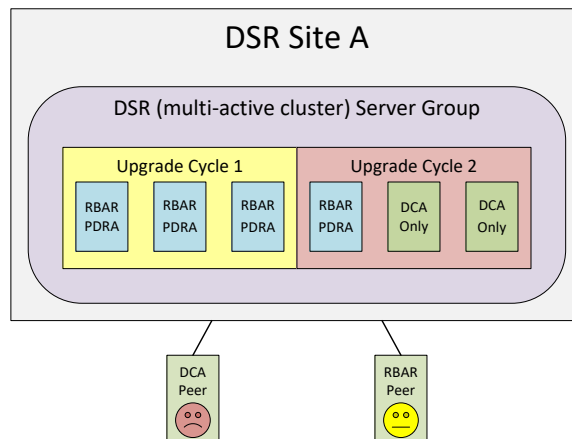 DSR Site A
DSR (multi-active cluster) Server Group
Upgrade Cycle 1
Upgrade Cycle 2
RBAR
PDRA
RBAR
PDRA
RBAR
PDRA
RBAR
PDRA
DCA
Only
DCA
Only
DCA
Peer
RBAR
Peer